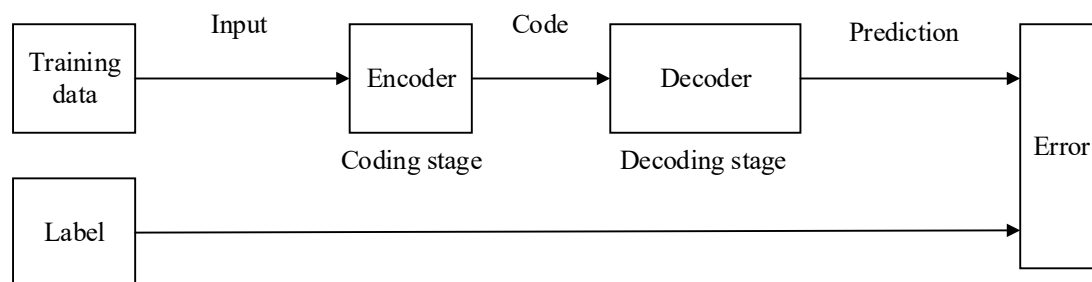 Input
Code
Prediction
Training
data
Encoder
Decoder
Coding stage
Decoding stage
Error
Label